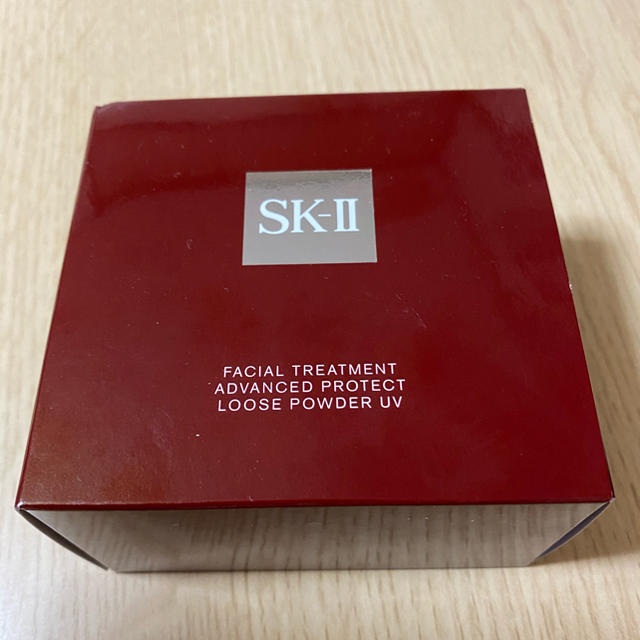 SK-II
FACIAL TREATMENT
ADVANCED PROTECT
LOOSE POWDER UV